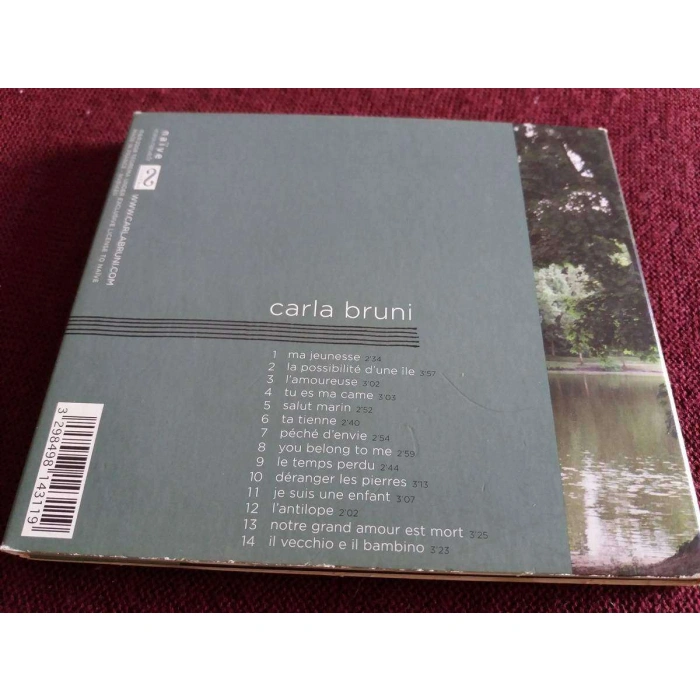 naïve
WWW.CARLABRUNI.COM
carla bruni
1 ma jeunesse 2:34
2 la possibilité d'une île 3:57
3 l'amoureuse 3:02
4 tu es ma came 3:03
5 salut marin 2:52
6 ta tienne 2:40
7 péché d'envie 2:54
8 you belong to me 2:59
9 le temps perdu 2:44
10 déranger les pierres 3:13
11 je suis une enfant 3:07
12 l'antilope 2:02
13 notre grand amour est mort 3:25
14 il vecchio e il bambino 3:23
3 298498 143119